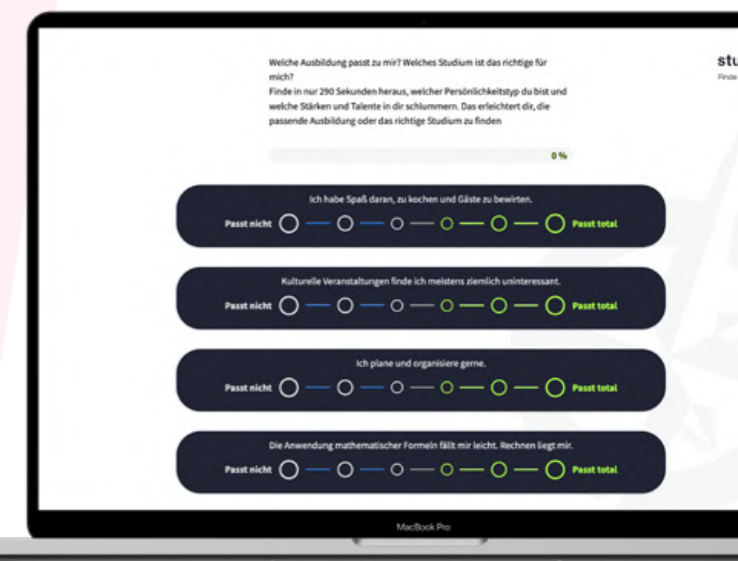 Welche Ausbildung passt zu mir? Welches Studium ist das richtige für
mich?
Finde in nur 290 Sekunden heraus, welcher Persönlichkeitstyp du bist und
welche Stärken und Talente in dir schlummern. Das erleichtert dir, die
passende Ausbildung oder das richtige Studium zu finden
stu
Finde
0 %
Ich habe Spaß daran, zu kochen und Gäste zu bewirten.
Passt nicht Passt total
Kulturelle Veranstaltungen finde ich meistens ziemlich uninteressant.
Passt nicht Passt total
Ich plane und organisiere gerne.
Passt nicht Passt total
Die Anwendung mathematischer Formeln fällt mir leicht. Rechnen liegt mir.
Passt nicht Passt total
MacBook Pro